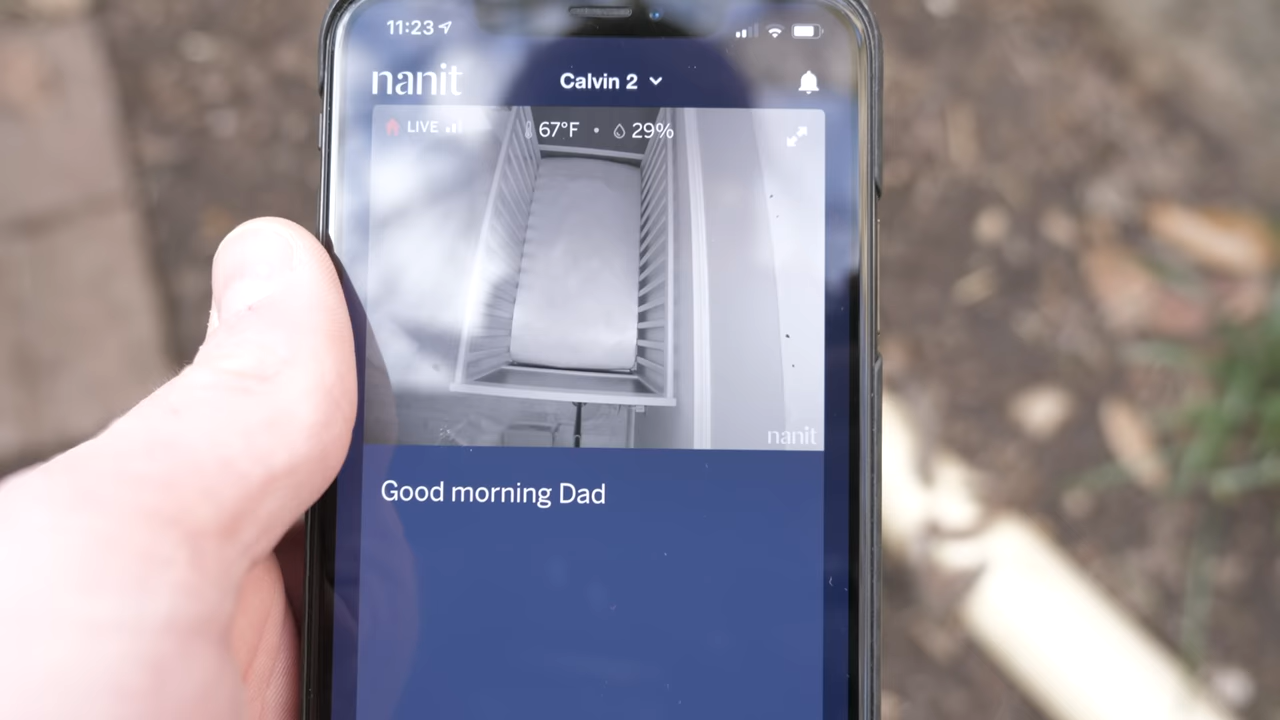 11:23
nanit
Calvin 2
LIVE
67°F • 29%
nanit
Good morning Dad